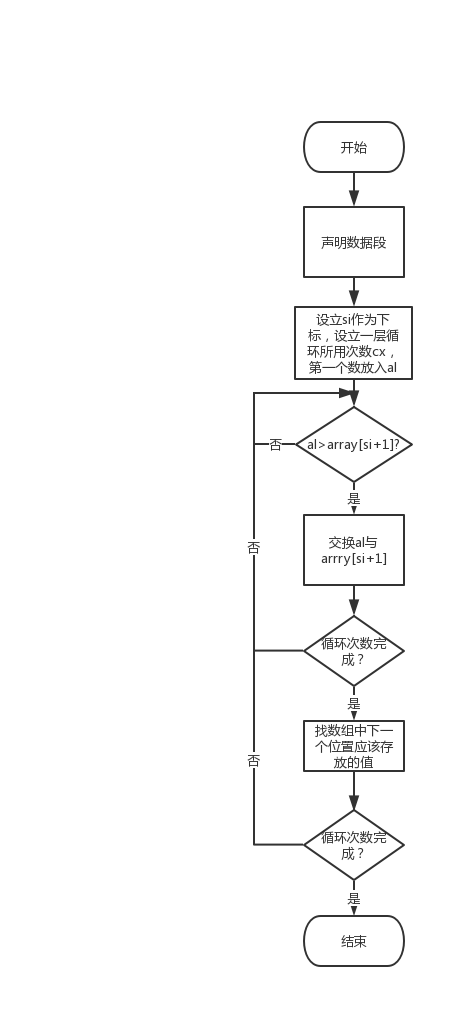 开始
声明数据段
设立si作为下
标，设立一层循
环所用次数cx，
第一个数放入al
al>array[si+1]?
否
是
交换al与
arrry[si+1]
否
循环次数完
成？
是
找数组中下一
个位置应该存
放的值
否
循环次数完
成？
是
结束